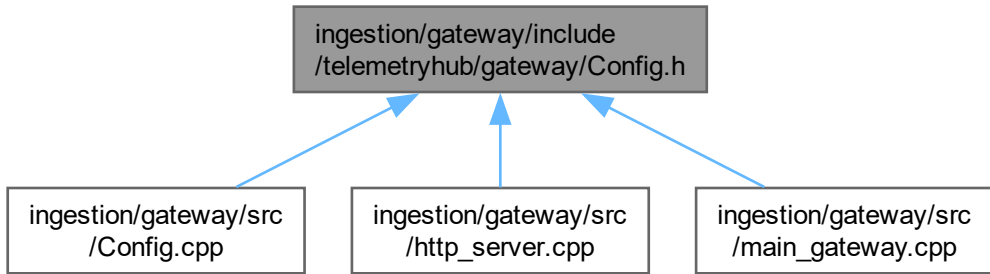 ingestion/gateway/include
/telemetryhub/gateway/Config.h
ingestion/gateway/src
/Config.cpp
ingestion/gateway/src
/http_server.cpp
ingestion/gateway/src
/main_gateway.cpp